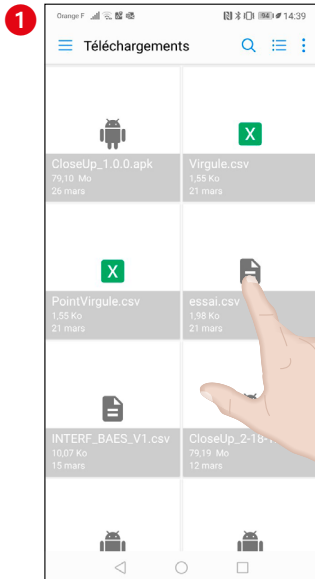 1
Orange F 94 14:39
Téléchargements
CloseUp_1.0.0.apk
79,10 Mo
26 mars
X
Virgule.csv
1,55 Ko
21 mars
X
PointVirgule.csv
1,55 Ko
21 mars
essai.csv
1,98 Ko
21 mars
INTERF_BAES_V1.csv
10,07 Ko
15 mars
CloseUp_2-18-
79,19 Mo
12 mars